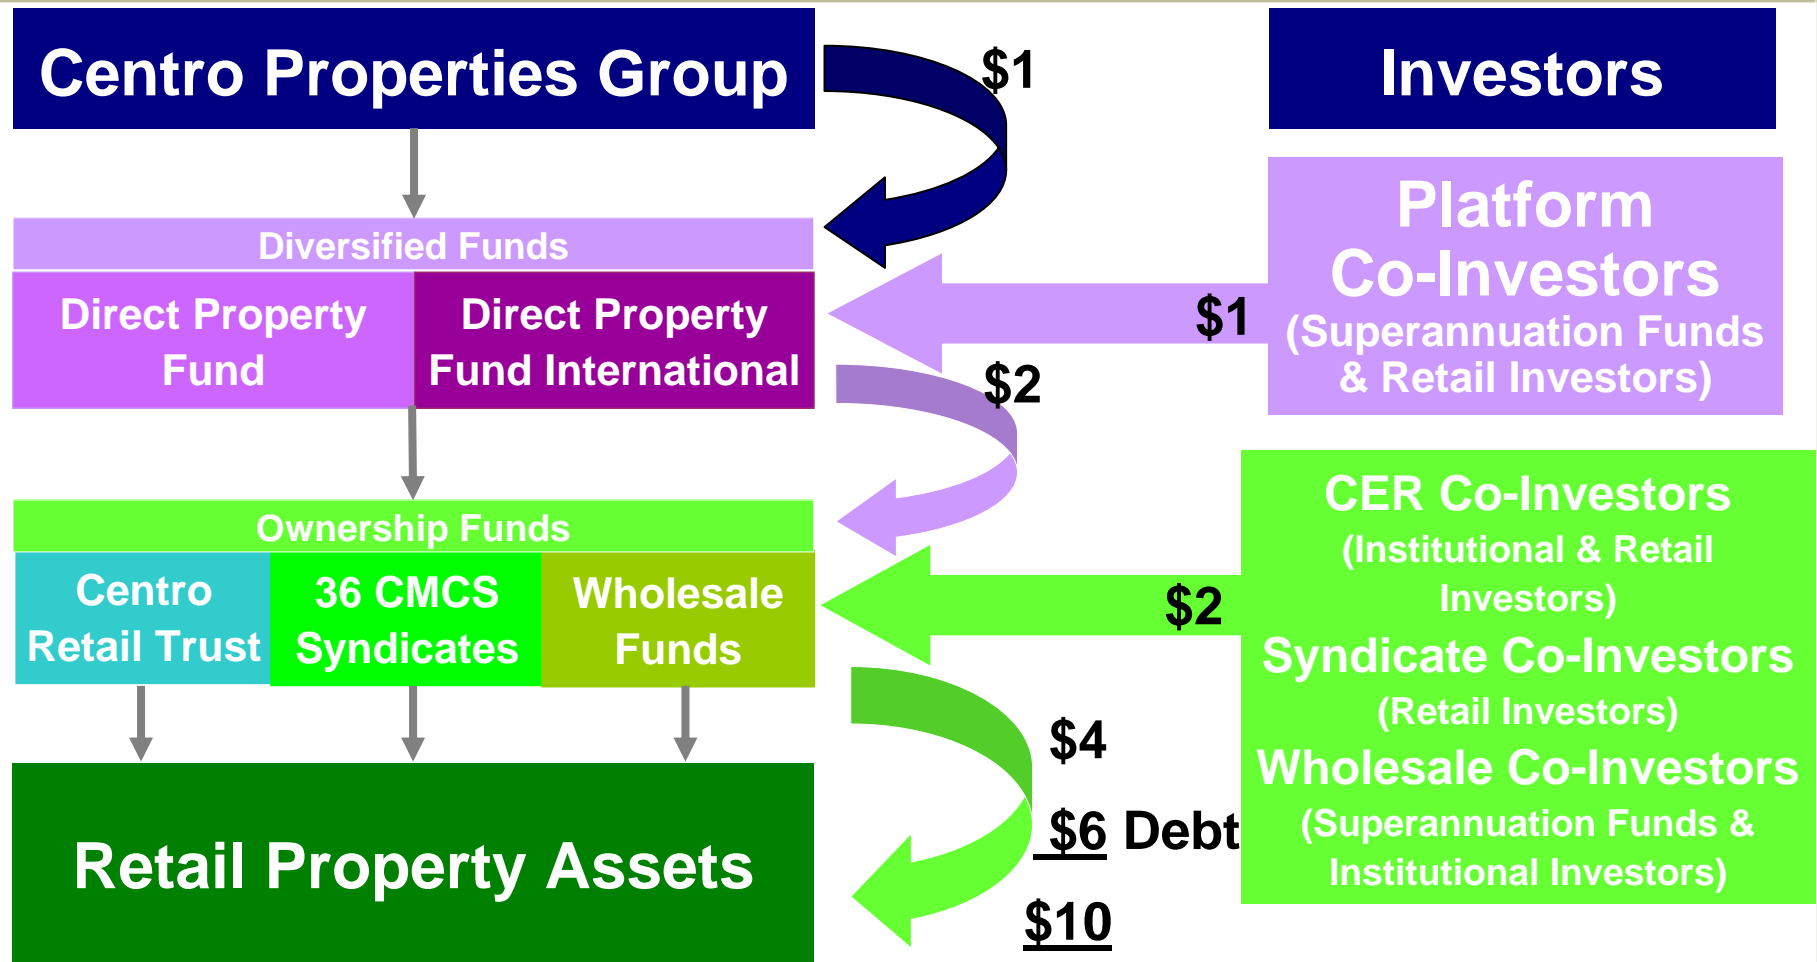 Centro Properties Group
$1
Investors
Diversified Funds
Direct Property
Fund
Direct Property
Fund International
$1
Platform
Co-Investors
(Superannuation Funds
& Retail Investors)
$2
Ownership Funds
Centro
Retail Trust
36 CMCS
Syndicates
Wholesale
Funds
$2
CER Co-Investors
(Institutional & Retail
Investors)
Syndicate Co-Investors
(Retail Investors)
Wholesale Co-Investors
(Superannuation Funds &
Institutional Investors)
$4
$6 Debt
$10
Retail Property Assets